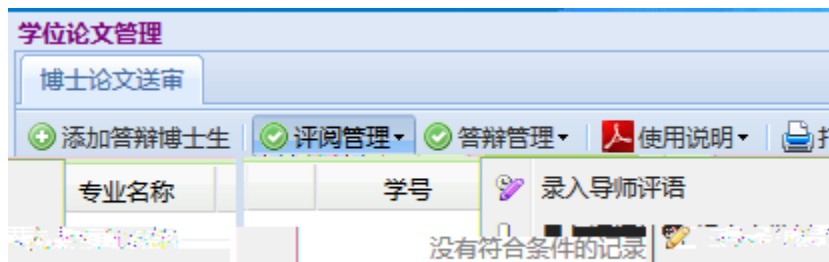 学位论文管理
博士论文送审
添加答辩博士生 评阅管理 答辩管理 使用说明
专业名称 学号 录入导师评语
没有符合条件的记录